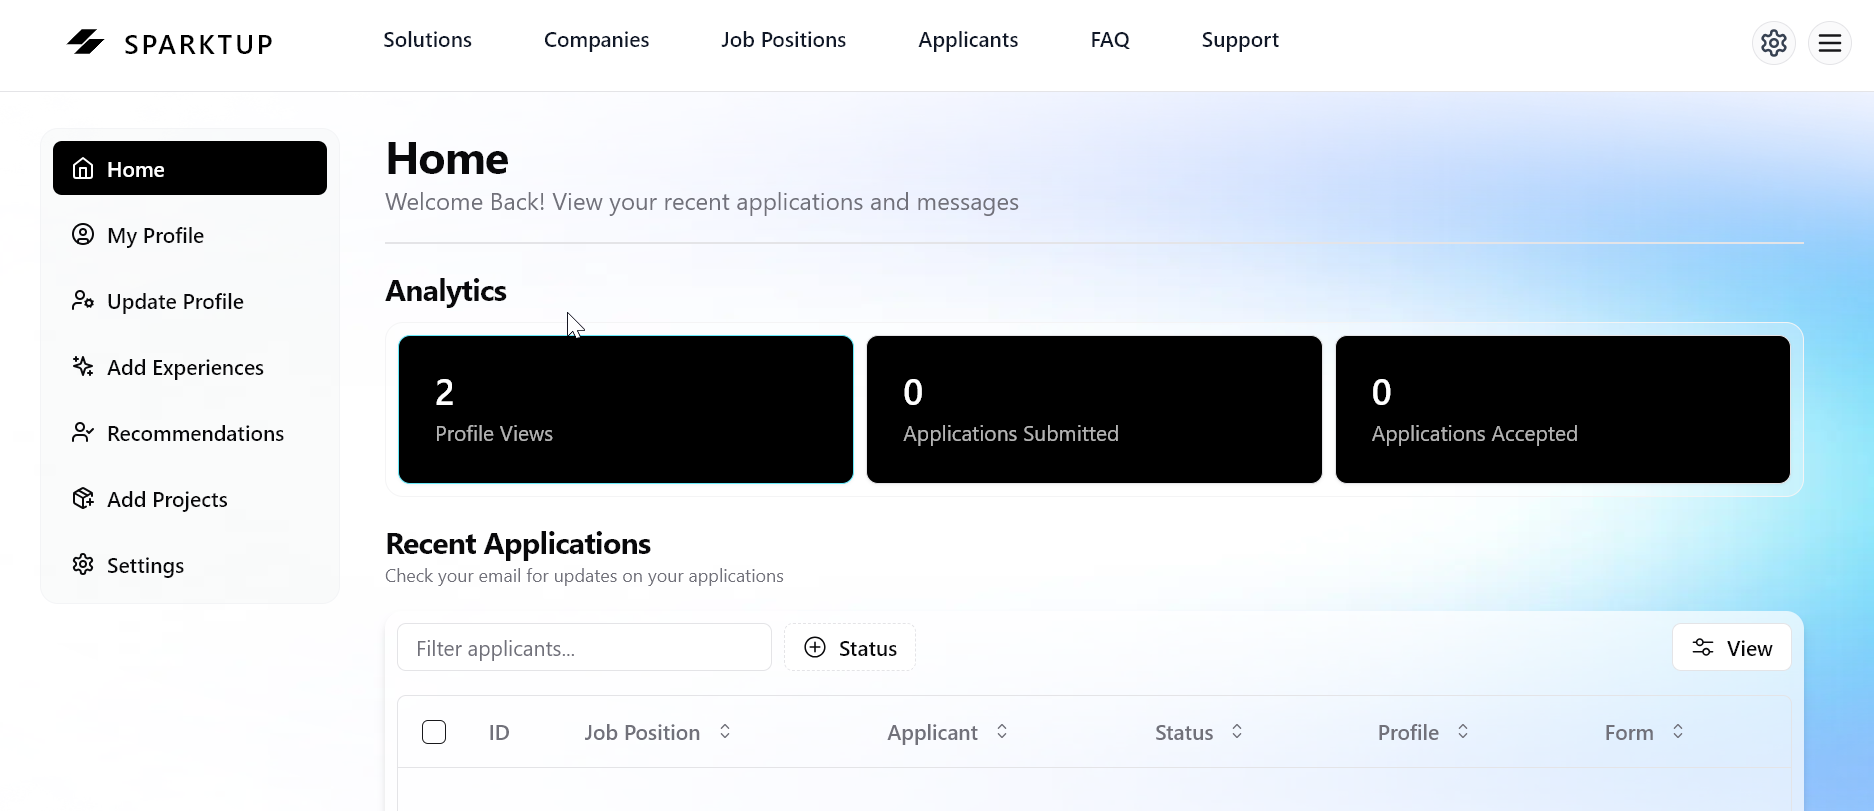 SPARKTUP
Solutions Companies Job Positions Applicants FAQ Support
Home
My Profile
Update Profile
Add Experiences
Recommendations
Add Projects
Settings
Home
Welcome Back! View your recent applications and messages
Analytics
2
Profile Views
0
Applications Submitted
0
Applications Accepted
Recent Applications
Check your email for updates on your applications
Filter applicants...
Status
View
ID Job Position Applicant Status Profile Form